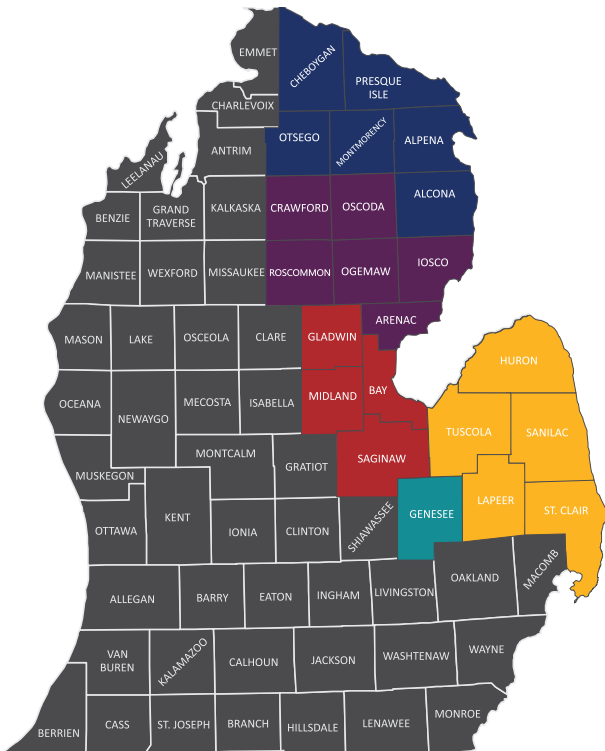 EMMET
CHEBOYGAN
PRESQUE
ISLE
CHARLEVOIX
OTSEGO
MONTMORENCY
ALPENA
ANTRIM
LEELANAU
ALCONA
KALKASKA
CRAWFORD
OSCODA
BENZIE
GRAND
TRAVERSE
IOSCO
MANISTEE
WEXFORD
MISSAUKEE
ROSCOMMON
OGEMAW
ARENAC
MASON
LAKE
OSCEOLA
CLARE
GLADWIN
HURON
BAY
OCEANA
NEWAYGO
MECOSTA
ISABELLA
MIDLAND
TUSCOLA
SANILAC
MONTCALM
MUSKEGON
GRATIOT
SAGINAW
LAPEER
ST. CLAIR
OTTAWA
KENT
IONIA
CLINTON
SHIAWASSEE
GENESEE
OAKLAND
MACOMB
ALLEGAN
BARRY
EATON
INGHAM
LIVINGSTON
VAN
BUREN
KALAMAZOO
CALHOUN
JACKSON
WASHTENAW
WAYNE
BERRIEN
CASS
ST. JOSEPH
BRANCH
HILLSDALE
LENAWEE
MONROE